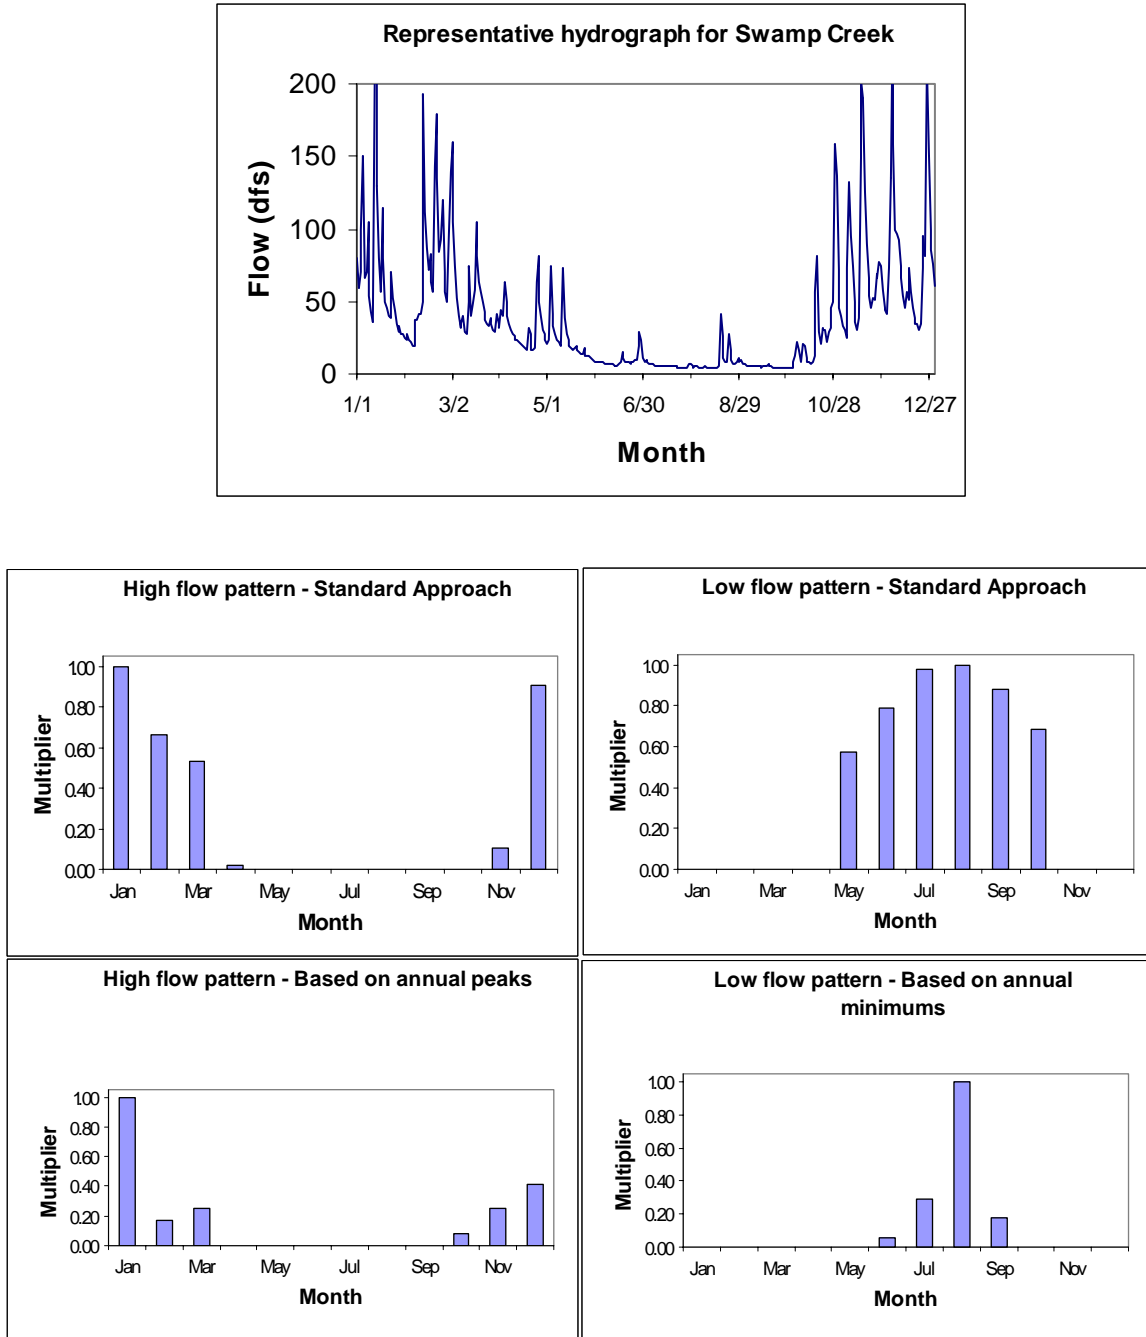 Representative hydrograph for Swamp Creek
200
150
100
50
0
Flow (dfs)
1/1 3/2 5/1 6/30 8/29 10/28 12/27
Month
High flow pattern - Standard Approach
1.00
0.80
0.60
0.40
0.20
0.00
Multiplier
Jan Mar May Jul Sep Nov
Month
Low flow pattern - Standard Approach
1.00
0.80
0.60
0.40
0.20
0.00
Multiplier
Jan Mar May Jul Sep Nov
Month
High flow pattern - Based on annual peaks
1.00
0.80
0.60
0.40
0.20
0.00
Multiplier
Jan Mar May Jul Sep Nov
Month
Low flow pattern - Based on annual
minimums
1.00
0.80
0.60
0.40
0.20
0.00
Multiplier
Jan Mar May Jul Sep Nov
Month